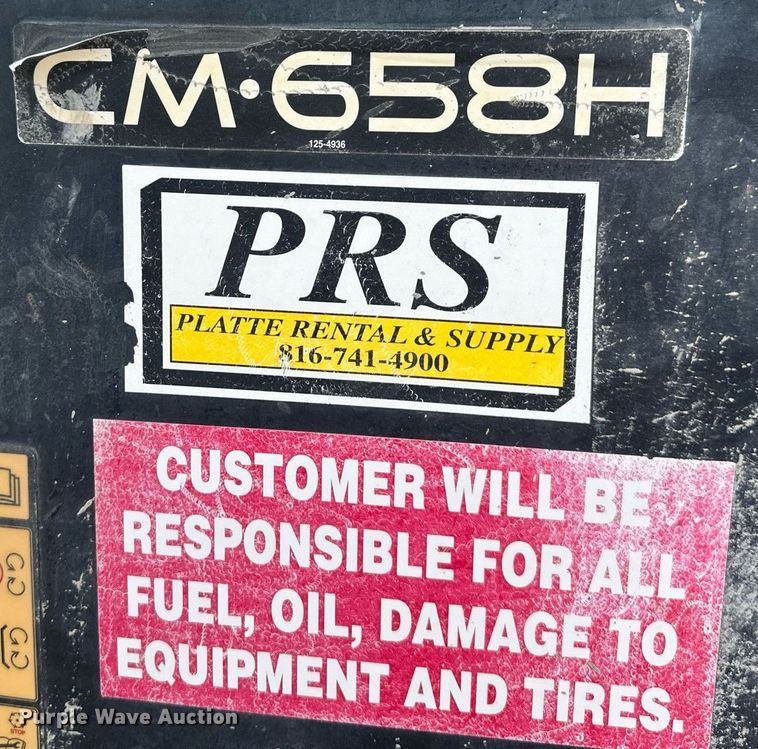 CM•658H
125-4936
PRS
PLATTE RENTAL & SUPPLY
816-741-4900
CUSTOMER WILL BE
RESPONSIBLE FOR ALL
FUEL, OIL, DAMAGE TO
EQUIPMENT AND TIRES.
STOP
Purple Wave Auction